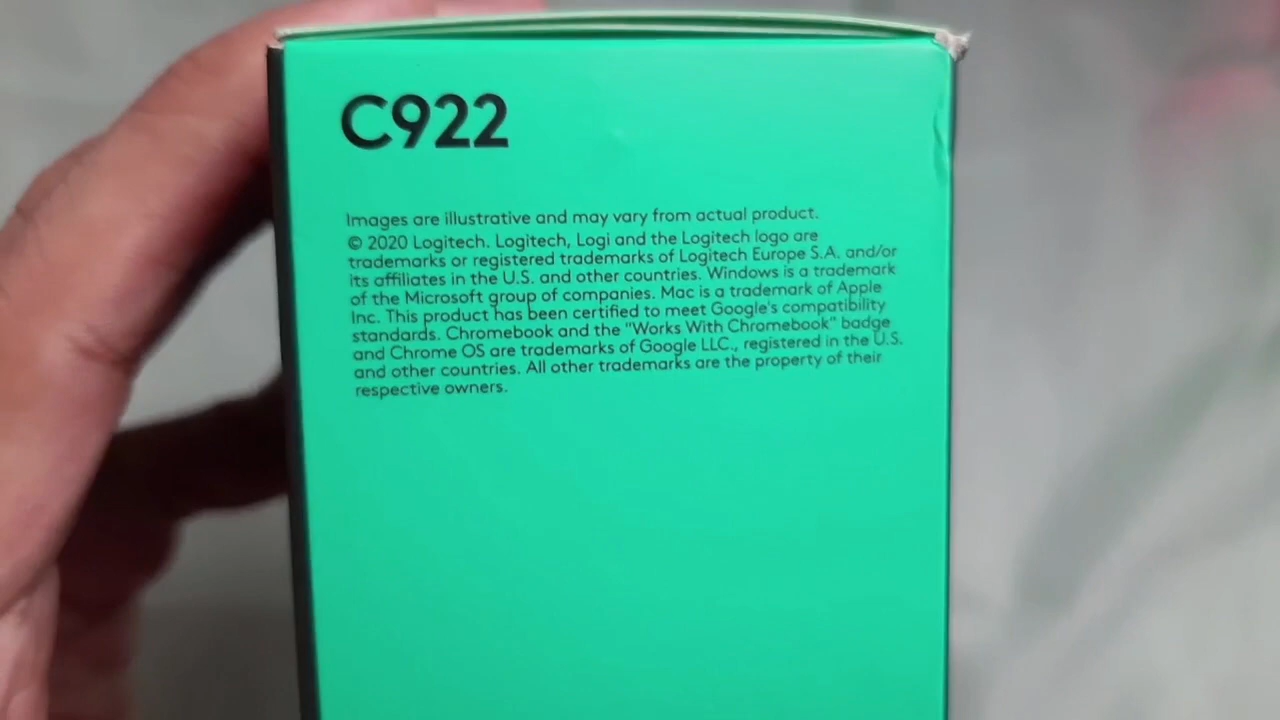 C922
Images are illustrative and may vary from actual product.
© 2020 Logitech. Logitech, Logi and the Logitech logo are
trademarks or registered trademarks of Logitech Europe S.A. and/or
its affiliates in the U.S. and other countries. Windows is a trademark
of the Microsoft group of companies. Mac is a trademark of Apple
Inc. This product has been certified to meet Google's compatibility
standards. Chromebook and the "Works With Chromebook" badge
and Chrome OS are trademarks of Google LLC., registered in the U.S.
and other countries. All other trademarks are the property of their
respective owners.